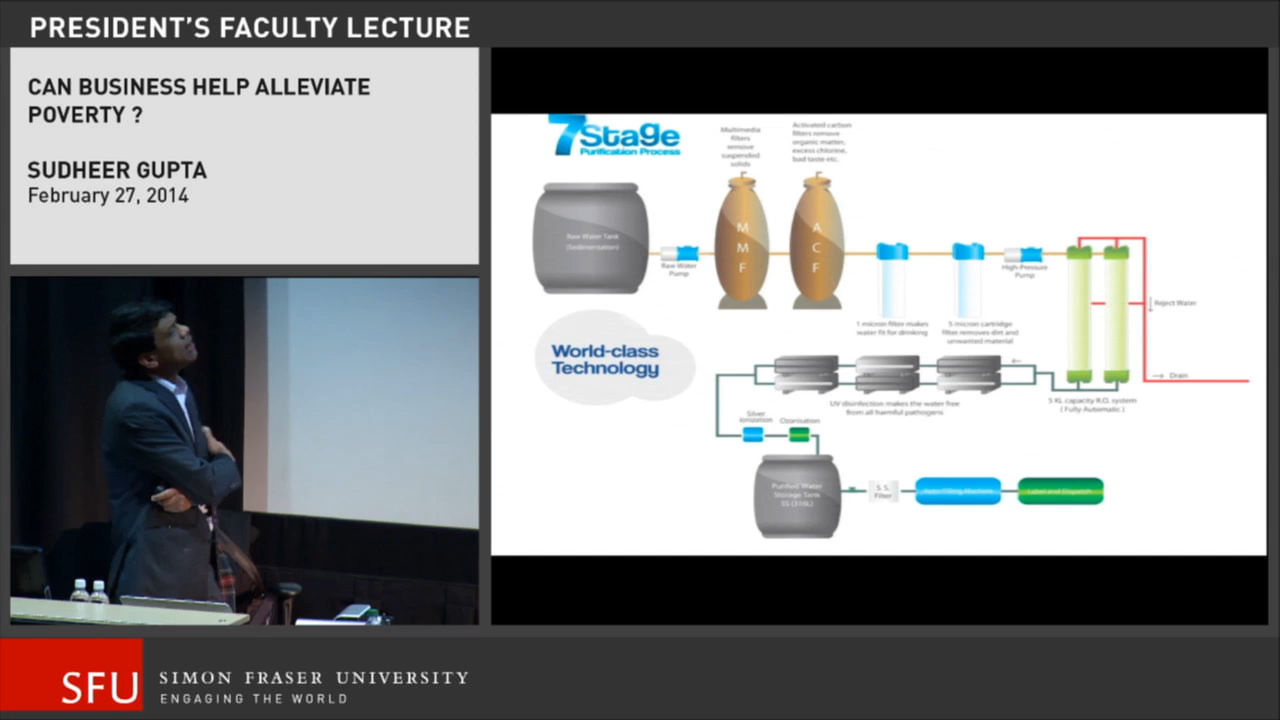 PRESIDENT'S FACULTY LECTURE
CAN BUSINESS HELP ALLEVIATE
POVERTY ?
SUDHEER GUPTA
February 27, 2014
7 Stage
Purification Process
Multimedia
filters
remove
suspended
solids
Activated carbon
filters remove
organic matter,
excess chlorine,
bad taste etc.
Raw Water Tank
(Sedimentation)
M
M
F
A
C
F
Raw Water
Pump
High-Pressure
Pump
Reject Water
1 micron filter makes
water fit for drinking
5 micron cartridge
filter removes dirt and
unwanted material
World-class
Technology
Drain
5 KL capacity R.O. system
( Fully Automatic )
UV disinfection makes the water free
from all harmful pathogens
Silver
Ionization
Ozonisation
Purified Water
Storage Tank
SS (316L)
S. S.
Filter
Label and Dispatch
SFU
SIMON FRASER UNIVERSITY
ENGAGING THE WORLD